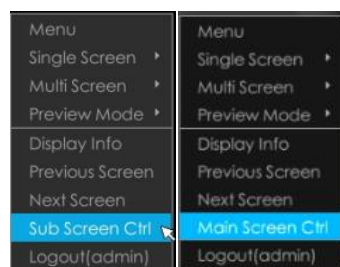 Menu
Single Screen
Multi Screen
Preview Mode
Display Info
Previous Screen
Next Screen
Sub Screen Ctrl
Logout(admin)
Menu
Single Screen
Multi Screen
Preview Mode
Display Info
Previous Screen
Next Screen
Main Screen Ctrl
Logout(admin)